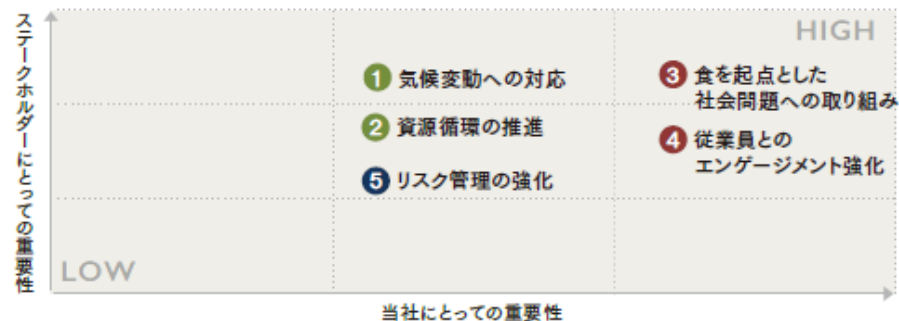 ステークホルダーにとっての重要性
HIGH
1 気候変動への対応
3 食を起点とした
社会問題への取り組み
2 資源循環の推進
4 従業員との
エンゲージメント強化
5 リスク管理の強化
LOW
当社にとっての重要性